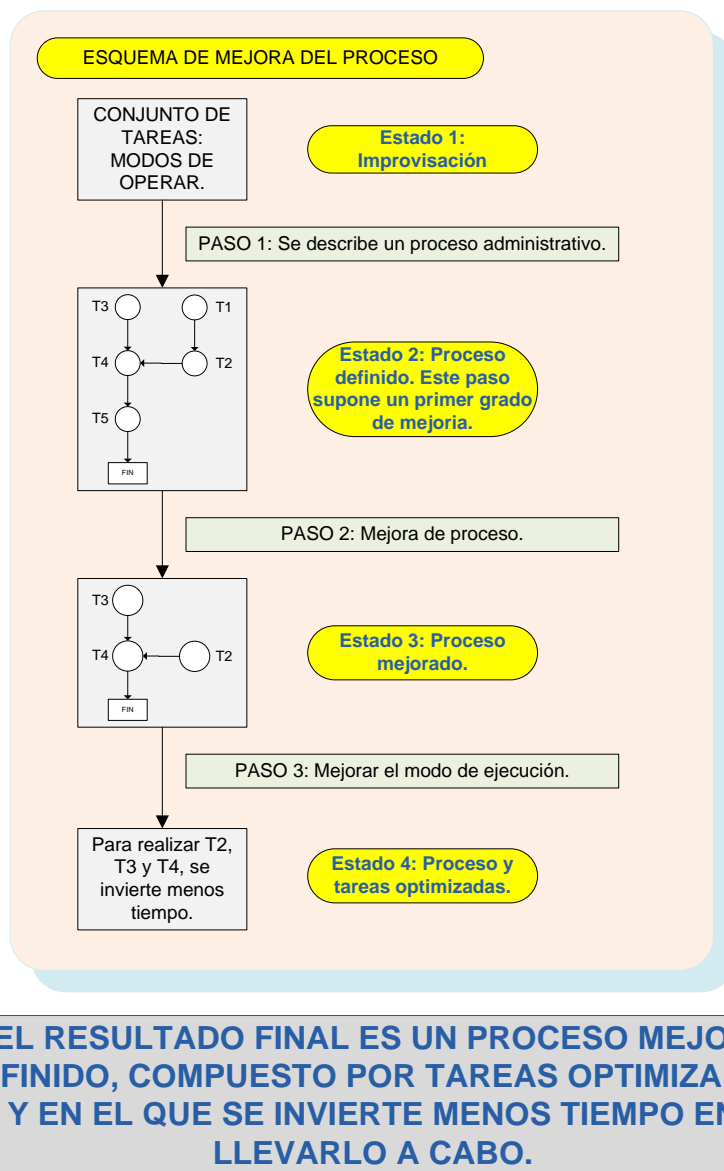 ESQUEMA DE MEJORA DEL PROCESO
CONJUNTO DE
TAREAS:
MODOS DE
OPERAR.
Estado 1:
Improvisación
PASO 1: Se describe un proceso administrativo.
T3
T1
T4
T2
T5
FIN
Estado 2: Proceso
definido. Este paso
supone un primer grado
de mejoria.
PASO 2: Mejora de proceso.
T3
T4
T2
FIN
Estado 3: Proceso
mejorado.
PASO 3: Mejorar el modo de ejecución.
Para realizar T2,
T3 y T4, se
invierte menos
tiempo.
Estado 4: Proceso y
tareas optimizadas.
EL RESULTADO FINAL ES UN PROCESO MEJO
FINIDO, COMPUESTO POR TAREAS OPTIMIZA
Y EN EL QUE SE INVIERTE MENOS TIEMPO EN
LLEVARLO A CABO.